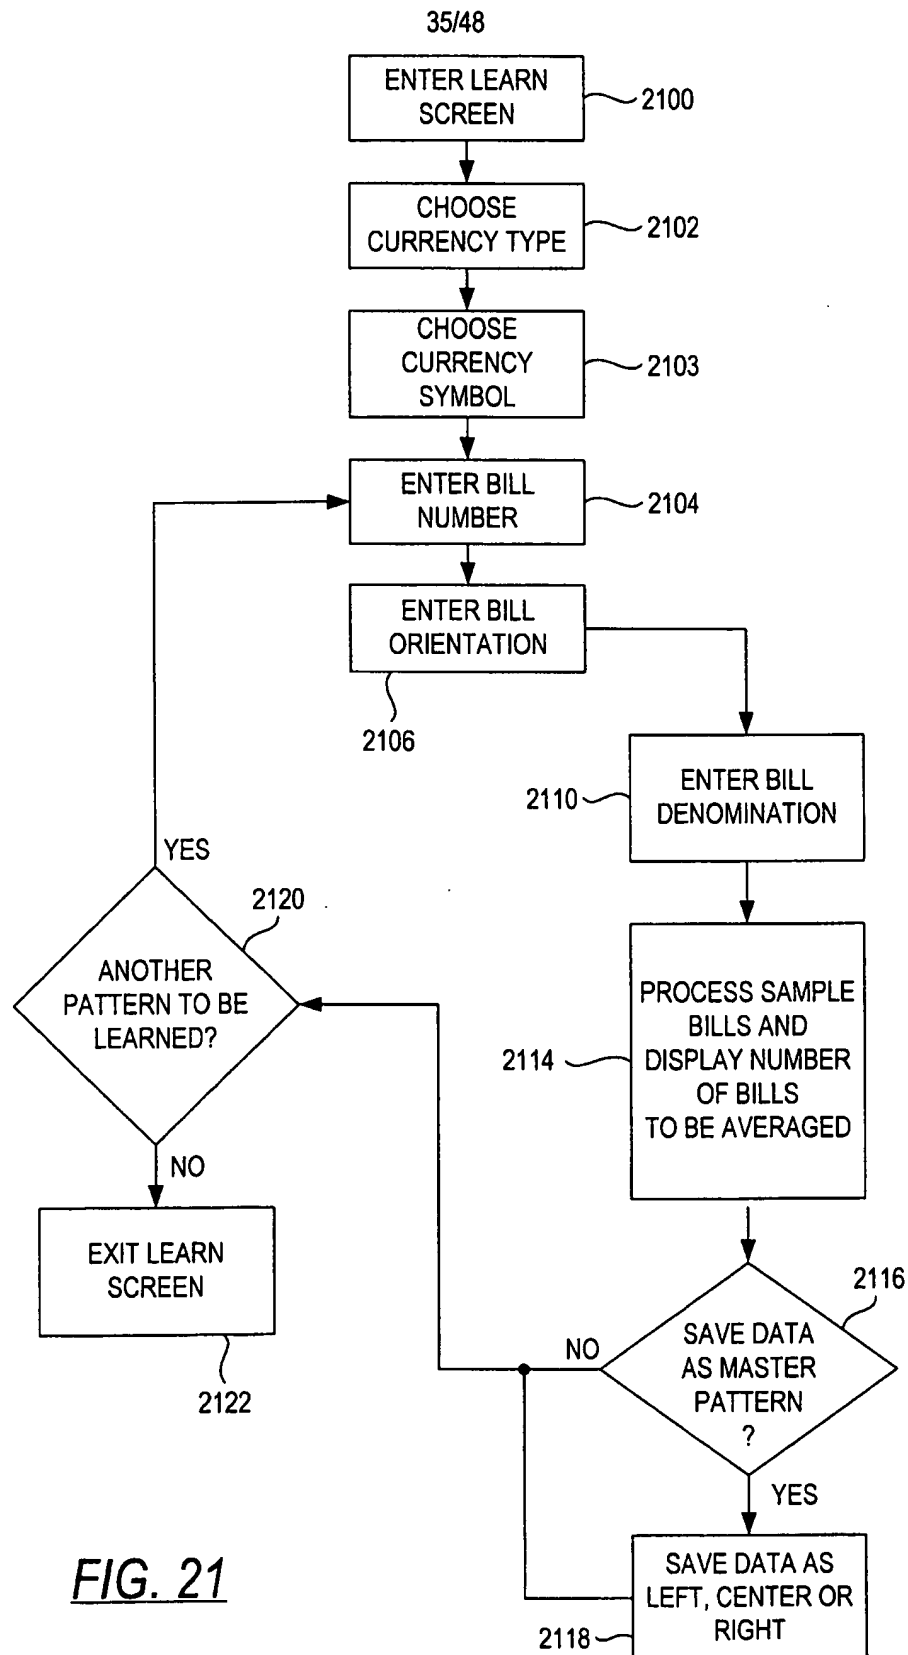 35/48
ENTER LEARN
SCREEN
2100
CHOOSE
CURRENCY TYPE
2102
CHOOSE
CURRENCY
SYMBOL
2103
ENTER BILL
NUMBER
2104
ENTER BILL
ORIENTATION
2106
ENTER BILL
DENOMINATION
2110
PROCESS SAMPLE
BILLS AND
DISPLAY NUMBER
OF BILLS
TO BE AVERAGED
2114
SAVE DATA
AS MASTER
PATTERN
?
2116
NO
YES
SAVE DATA AS
LEFT, CENTER OR
RIGHT
2118
ANOTHER
PATTERN TO BE
LEARNED?
2120
YES
NO
EXIT LEARN
SCREEN
2122
FIG. 21